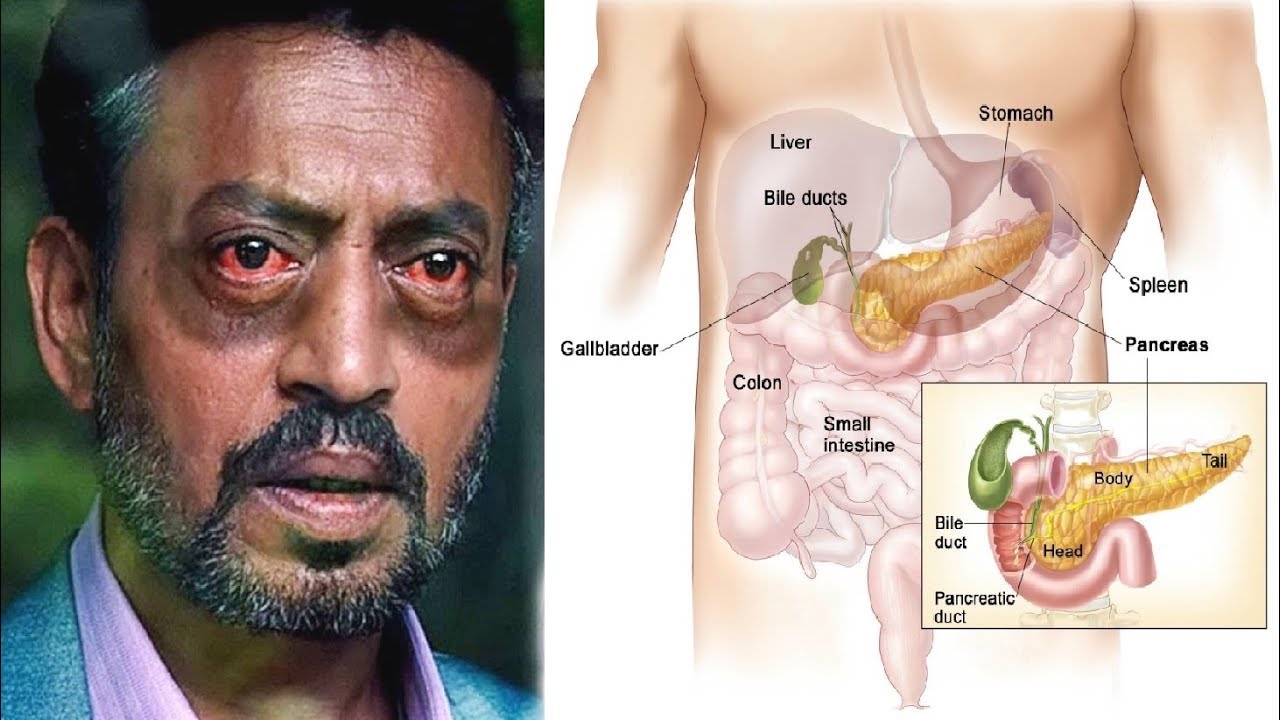 Stomach
Liver
Bile ducts
Spleen
Gallbladder
Pancreas
Colon
Small
intestine
Tail
Body
Bile
duct
Head
Pancreatic
duct